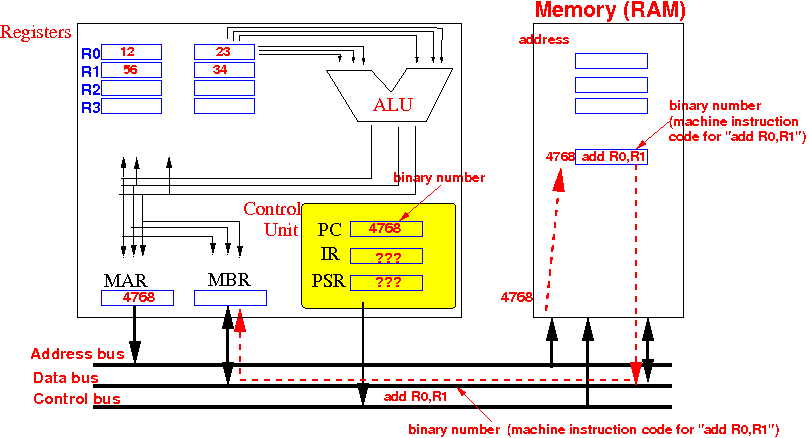 Memory (RAM)
Registers
address
R0 12 23
R1 56 34
R2
R3
ALU
binary number
(machine instruction
code for "add R0,R1")
4768 add R0,R1
binary number
Control
Unit
PC 4768
IR ???
PSR ???
MAR MBR
4768
4768
Address bus
Data bus
Control bus
add R0,R1
binary number (machine instruction code for "add R0,R1")